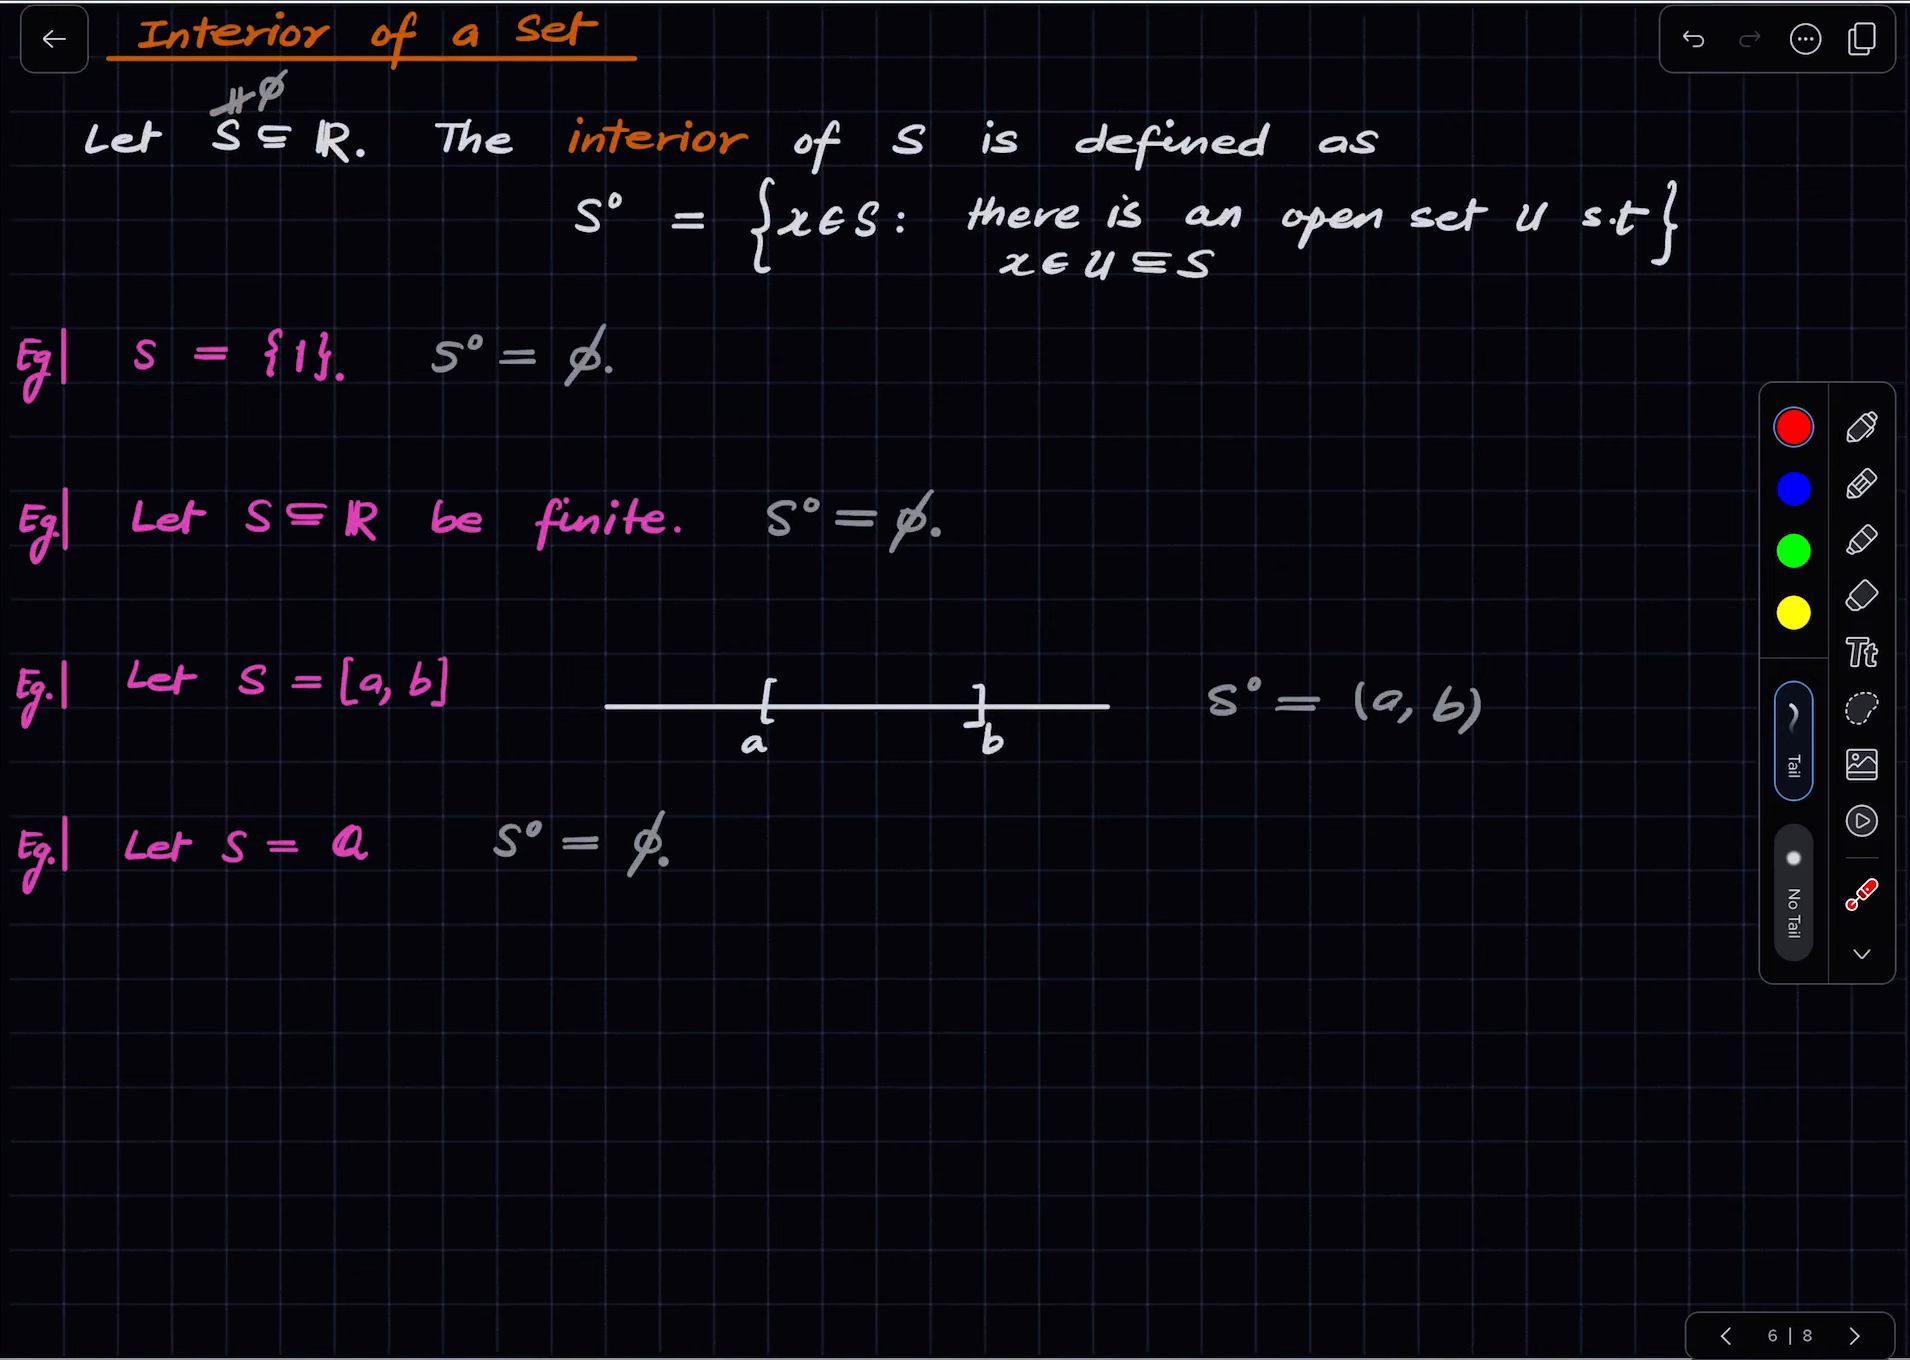 Interior of a Set
≠ ϕ
Let S ⊆ ℝ. The interior of S is defined as
S° = {x ∈ S : there is an open set U s.t
x ∈ U ⊆ S}
Eg| S = {1}. S° = ϕ.
Eg.| Let S ⊆ ℝ be finite. S° = ϕ.
Eg.| Let S = [a, b] S° = (a, b)
a b
Eg.| Let S = ℚ S° = ϕ.
Tt
Tail
No Tail
6 | 8